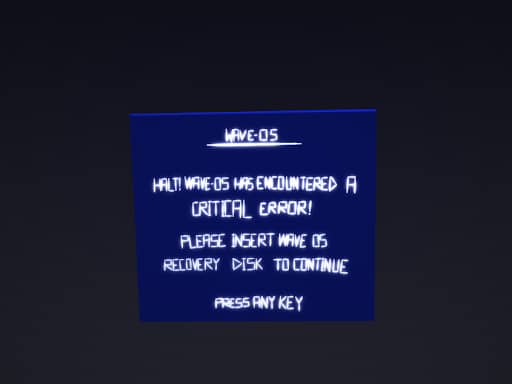 WAVE-OS
HALT! WAVE-OS HAS ENCOUNTERED A
CRITICAL ERROR!
PLEASE INSERT WAVE OS
RECOVERY DISK TO CONTINUE
PRESS ANY KEY